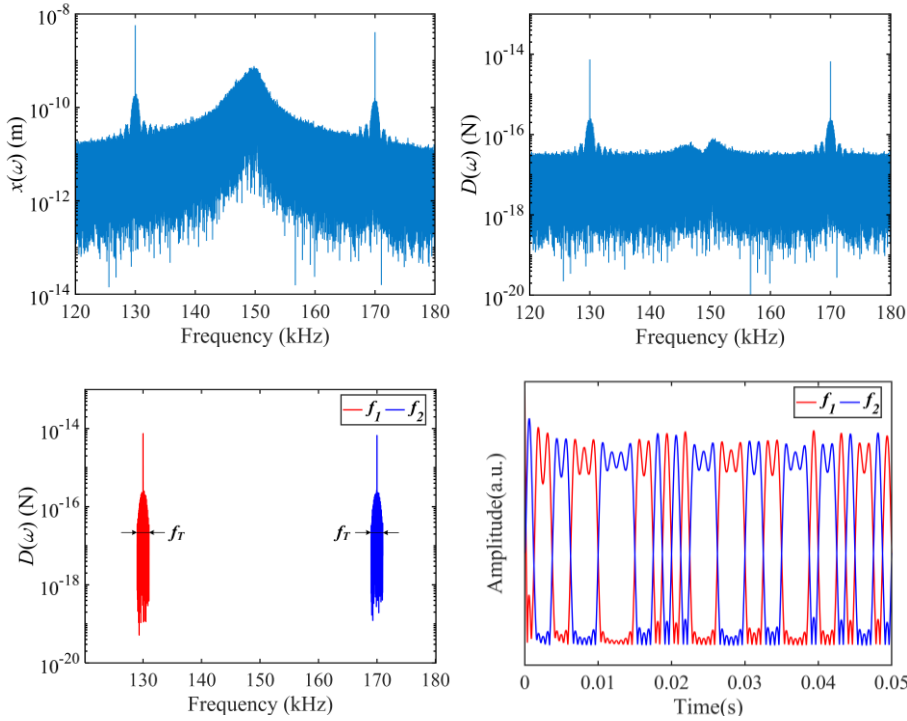 x(ω) (m)
10⁻⁸
10⁻¹⁰
10⁻¹²
10⁻¹⁴
120 130 140 150 160 170 180
Frequency (kHz)
D(ω) (N)
10⁻¹⁴
10⁻¹⁶
10⁻¹⁸
10⁻²⁰
120 130 140 150 160 170 180
Frequency (kHz)
D(ω) (N)
10⁻¹⁴
10⁻¹⁶
10⁻¹⁸
10⁻²⁰
f₁ f₂
f_T f_T
130 140 150 160 170 180
Frequency (kHz)
Amplitude(a.u.)
f₁ f₂
0 0.01 0.02 0.03 0.04 0.05
Time(s)